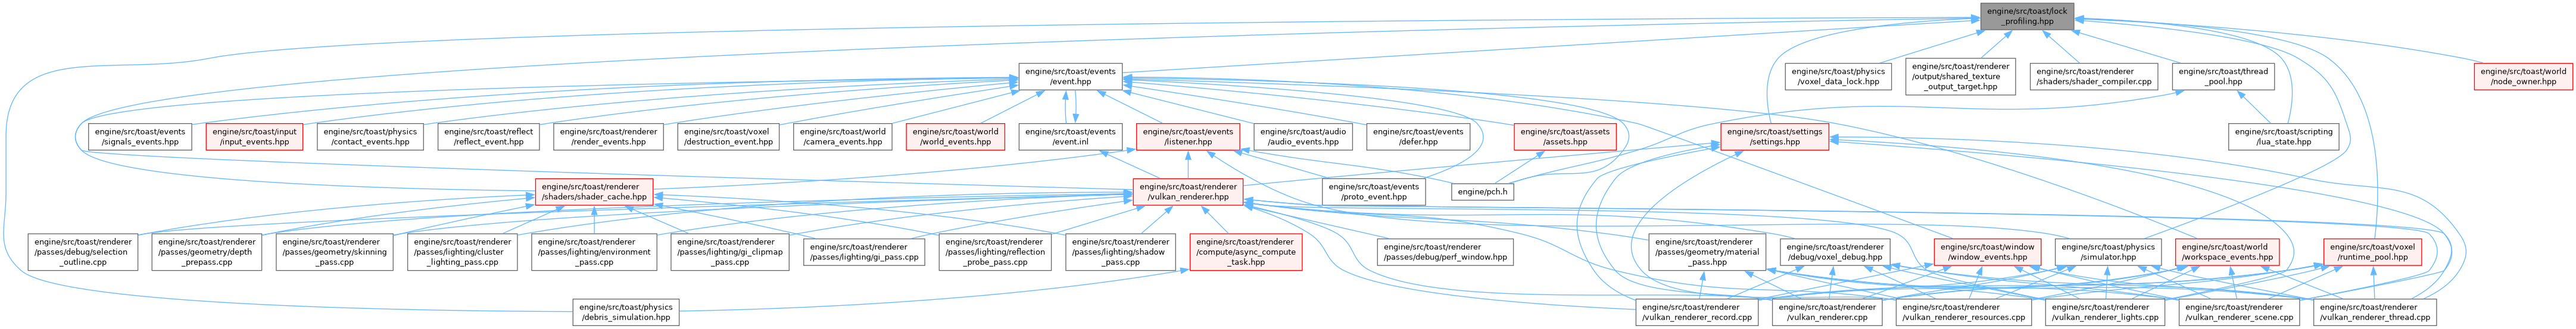 engine/src/toast/lock
_profiling.hpp
engine/src/toast/events
/event.hpp
engine/src/toast/physics
/voxel_data_lock.hpp
engine/src/toast/renderer
/output/shared_texture
_output_target.hpp
engine/src/toast/renderer
/shaders/shader_compiler.cpp
engine/src/toast/thread
_pool.hpp
engine/src/toast/world
/node_owner.hpp
engine/src/toast/events
/signals_events.hpp
engine/src/toast/input
/input_events.hpp
engine/src/toast/physics
/contact_events.hpp
engine/src/toast/reflect
/reflect_event.hpp
engine/src/toast/renderer
/render_events.hpp
engine/src/toast/voxel
/destruction_event.hpp
engine/src/toast/world
/camera_events.hpp
engine/src/toast/world
/world_events.hpp
engine/src/toast/events
/event.inl
engine/src/toast/events
/listener.hpp
engine/src/toast/audio
/audio_events.hpp
engine/src/toast/events
/defer.hpp
engine/src/toast/assets
/assets.hpp
engine/src/toast/settings
/settings.hpp
engine/src/toast/scripting
/lua_state.hpp
engine/src/toast/renderer
/shaders/shader_cache.hpp
engine/src/toast/renderer
/vulkan_renderer.hpp
engine/src/toast/events
/proto_event.hpp
engine/pch.h
engine/src/toast/renderer
/passes/debug/selection
_outline.cpp
engine/src/toast/renderer
/passes/geometry/depth
_prepass.cpp
engine/src/toast/renderer
/passes/geometry/skinning
_pass.cpp
engine/src/toast/renderer
/passes/lighting/cluster
_lighting_pass.cpp
engine/src/toast/renderer
/passes/lighting/environment
_pass.cpp
engine/src/toast/renderer
/passes/lighting/gi_clipmap
_pass.cpp
engine/src/toast/renderer
/passes/lighting/gi_pass.cpp
engine/src/toast/renderer
/passes/lighting/reflection
_probe_pass.cpp
engine/src/toast/renderer
/passes/lighting/shadow
_pass.cpp
engine/src/toast/renderer
/compute/async_compute
_task.hpp
engine/src/toast/renderer
/passes/debug/perf_window.hpp
engine/src/toast/renderer
/passes/geometry/material
_pass.hpp
engine/src/toast/renderer
/debug/voxel_debug.hpp
engine/src/toast/window
/window_events.hpp
engine/src/toast/physics
/simulator.hpp
engine/src/toast/world
/workspace_events.hpp
engine/src/toast/voxel
/runtime_pool.hpp
engine/src/toast/physics
/debris_simulation.hpp
engine/src/toast/renderer
/vulkan_renderer_record.cpp
engine/src/toast/renderer
/vulkan_renderer.cpp
engine/src/toast/renderer
/vulkan_renderer_resources.cpp
engine/src/toast/renderer
/vulkan_renderer_lights.cpp
engine/src/toast/renderer
/vulkan_renderer_scene.cpp
engine/src/toast/renderer
/vulkan_renderer_thread.cpp